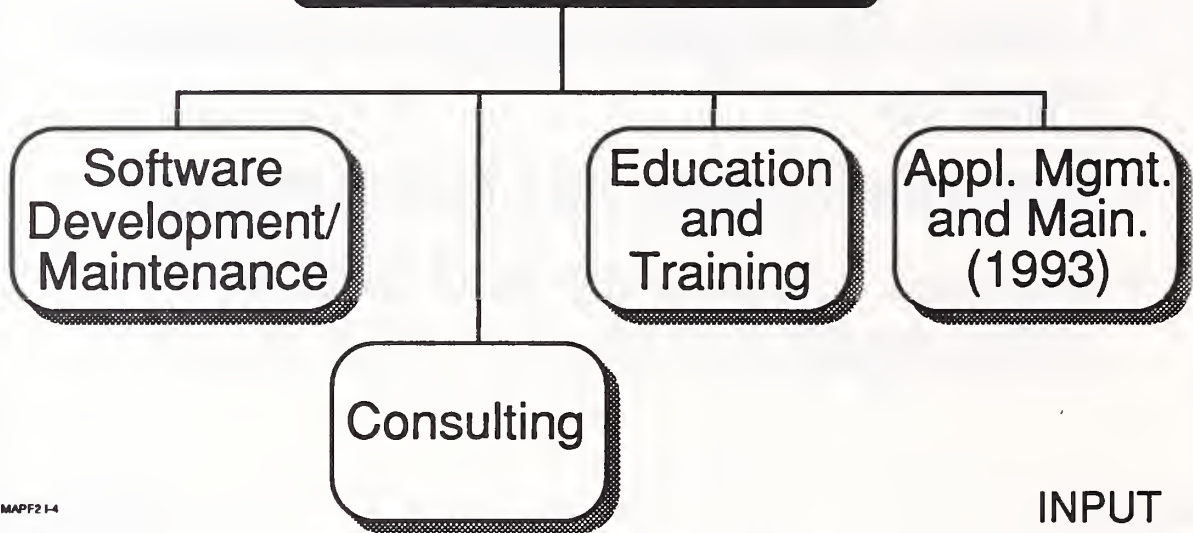 Software
Development/
Maintenance
Consulting
Education
and
Training
Appl. Mgmt.
and Main.
(1993)
MAPF2 I-4
INPUT